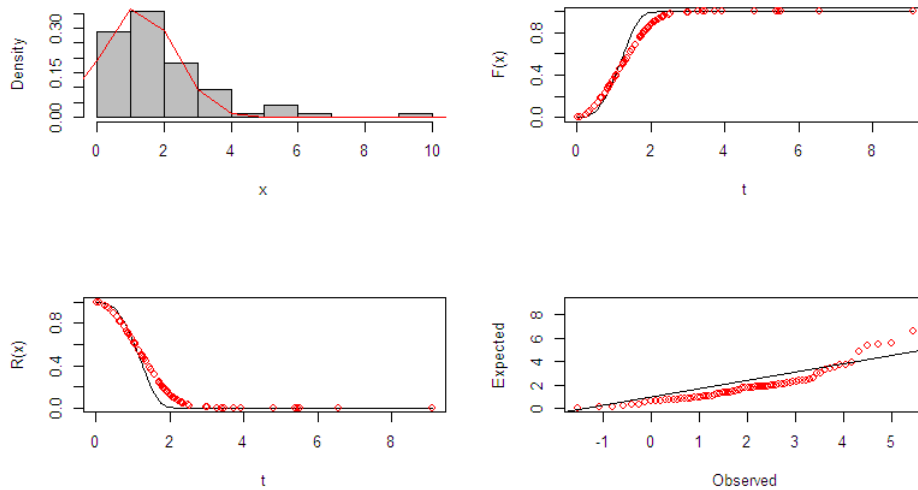 Density
0.00 0.15 0.30
0 2 4 6 8 10
x
F(x)
0.0 0.4 0.8
0 2 4 6 8
t
R(x)
0.0 0.4 0.8
0 2 4 6 8
t
Expected
0 2 4 6 8
-1 0 1 2 3 4 5
Observed